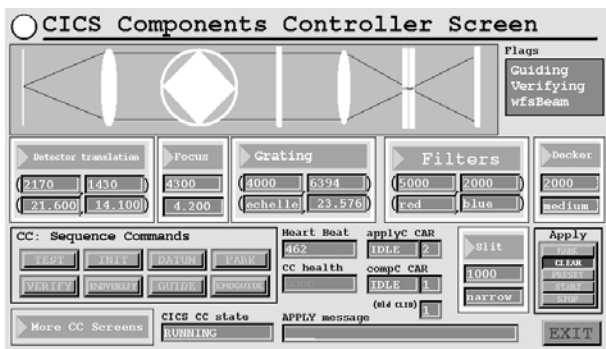 CICS Components Controller Screen
Flags
Guiding
Verifying
wfsBeam
Detector translation
2170 1430
21.600 14.100
Focus
4300
4.200
Grating
4000 6394
echelle 23.576
Filters
5000 2000
red blue
Decker
2000
medium
CC: Sequence Commands
TEST INIT DATUM PARK
VERIFY ENDVERIFY GUIDE ENDGUIDE
Heart Beat
462
CC health
applyC CAR
IDLE 2
compC CAR
IDLE 1
(old CLID) 1
Slit
1000
narrow
Apply
MARK
CLEAR
PRESET
START
STOP
More CC Screens
CICS CC state
RUNNING
APPLY message
EXIT